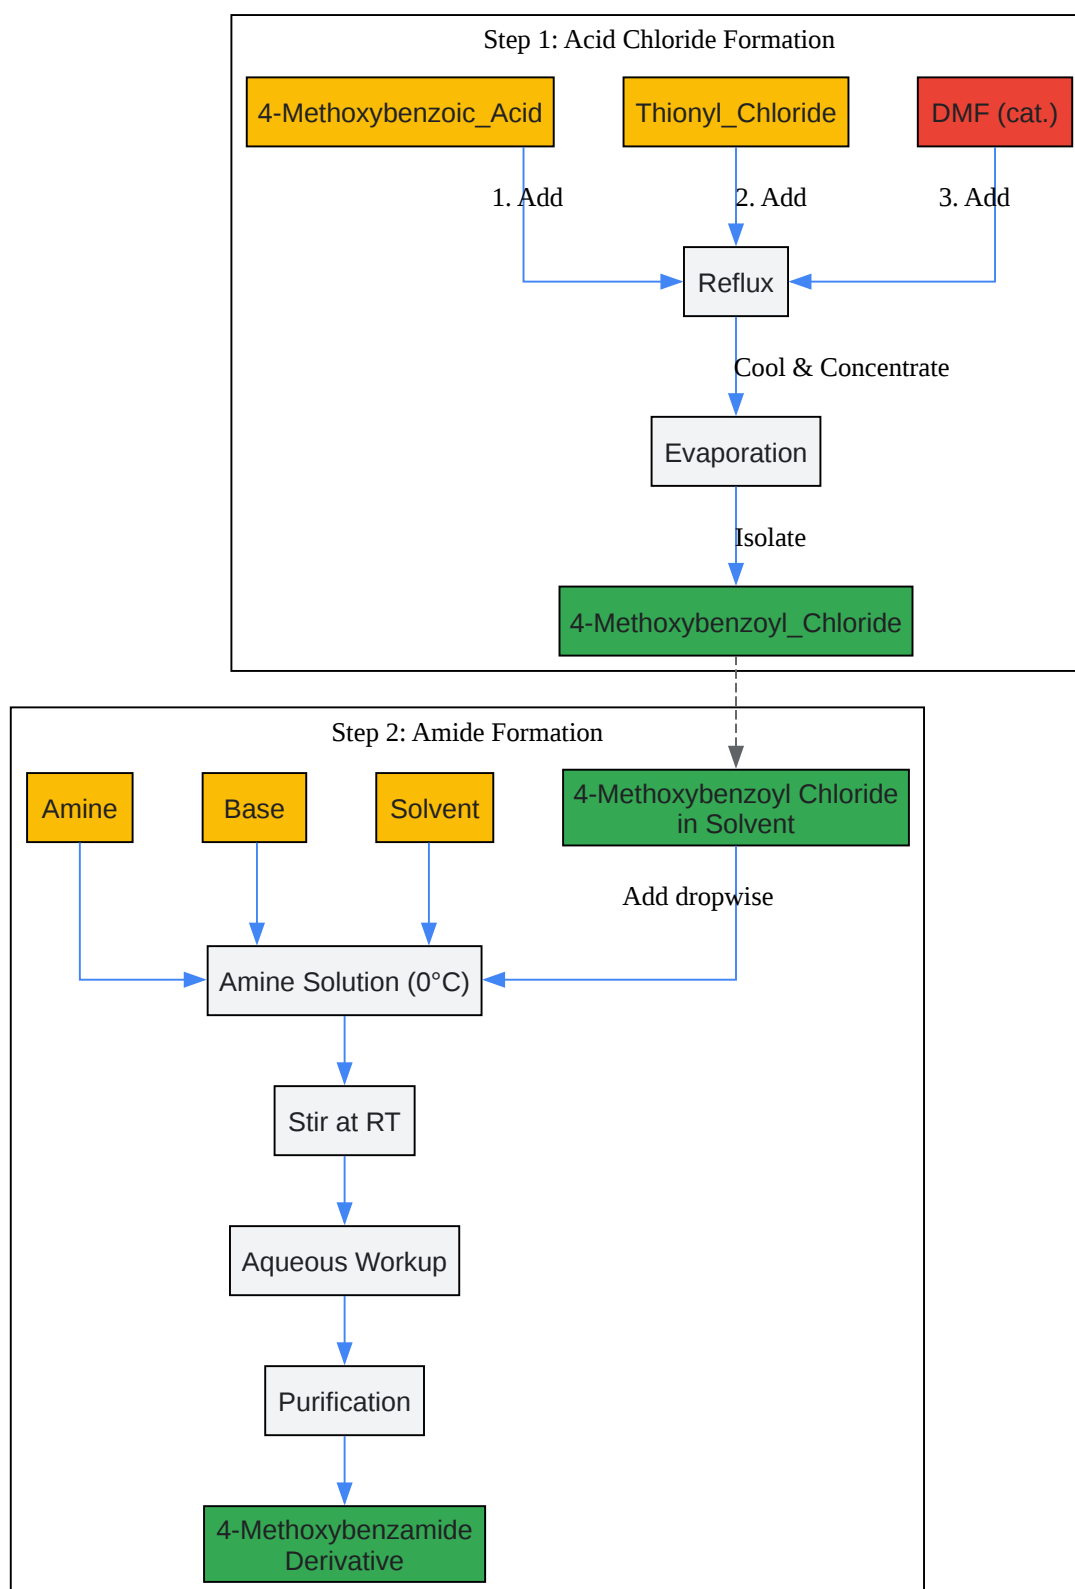 Step 1: Acid Chloride Formation
4-Methoxybenzoic_Acid
Thionyl_Chloride
DMF (cat.)
1. Add
2. Add
3. Add
Reflux
Cool & Concentrate
Evaporation
Isolate
4-Methoxybenzoyl_Chloride
Step 2: Amide Formation
Amine
Base
Solvent
4-Methoxybenzoyl Chloride
in Solvent
Add dropwise
Amine Solution (0°C)
Stir at RT
Aqueous Workup
Purification
4-Methoxybenzamide
Derivative